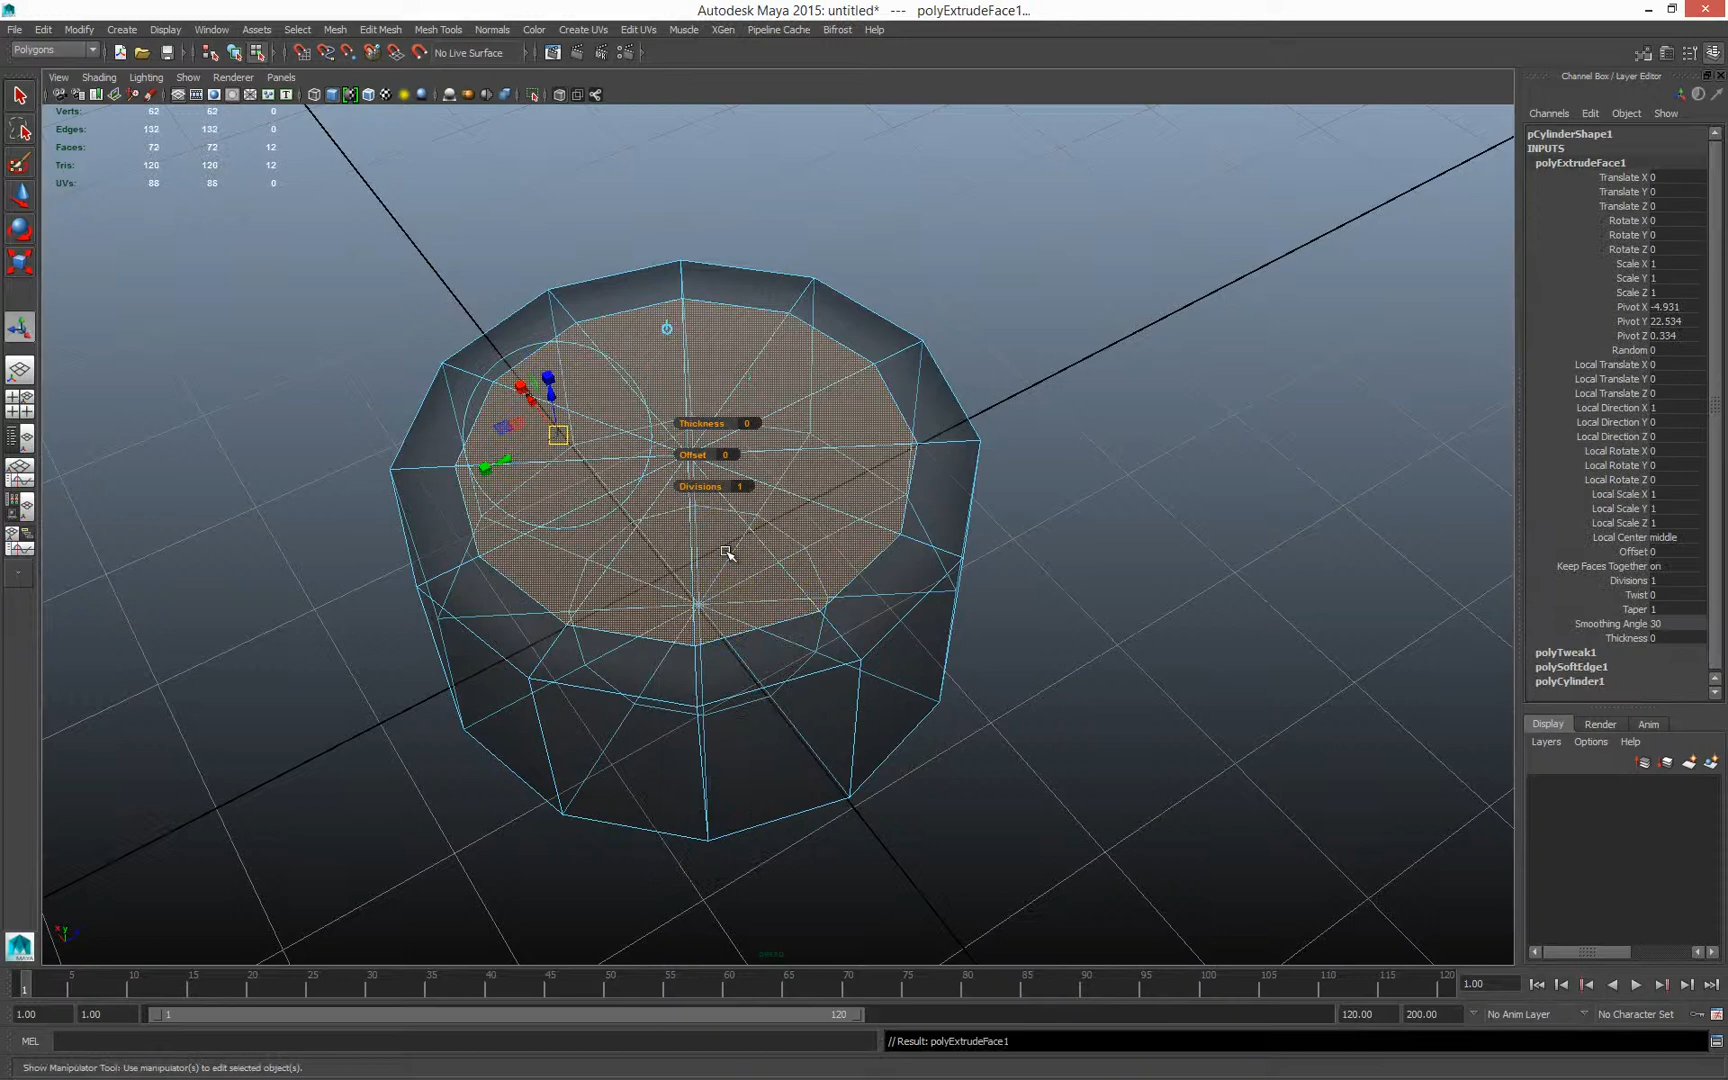 Autodesk Maya 2015: untitled*   ---   polyExtrudeFace1...
File Edit Modify Create Display Window Assets Select Mesh Edit Mesh Mesh Tools Normals Color Create UVs Edit UVs Muscle XGen Pipeline Cache Bifrost Help
Polygons
No Live Surface
View Shading Lighting Show Renderer Panels
Verts: 62 62 0
Edges: 132 132 0
Faces: 72 72 12
Tris: 120 120 12
UVs: 88 88 0
Thickness 0
Offset 0
Divisions 1
persp
Channel Box / Layer Editor
Channels Edit Object Show
pCylinderShape1
INPUTS
polyExtrudeFace1
Translate X 0
Translate Y 0
Translate Z 0
Rotate X 0
Rotate Y 0
Rotate Z 0
Scale X 1
Scale Y 1
Scale Z 1
Pivot X -4.931
Pivot Y 22.534
Pivot Z 0.334
Random 0
Local Translate X 0
Local Translate Y 0
Local Translate Z 0
Local Direction X 1
Local Direction Y 0
Local Direction Z 0
Local Rotate X 0
Local Rotate Y 0
Local Rotate Z 0
Local Scale X 1
Local Scale Y 1
Local Scale Z 1
Local Center middle
Offset 0
Keep Faces Together on
Divisions 1
Twist 0
Taper 1
Smoothing Angle 30
Thickness 0
polyTweak1
polySoftEdge1
polyCylinder1
Display Render Anim
Layers Options Help
MAYA
1 5 10 15 20 25 30 35 40 45 50 55 60 65 70 75 80 85 90 95 100 105 110 115 120
1.00
1.00 1.00 1 120 120.00 200.00 No Anim Layer No Character Set
MEL
// Result: polyExtrudeFace1
Show Manipulator Tool: Use manipulator(s) to edit selected object(s).